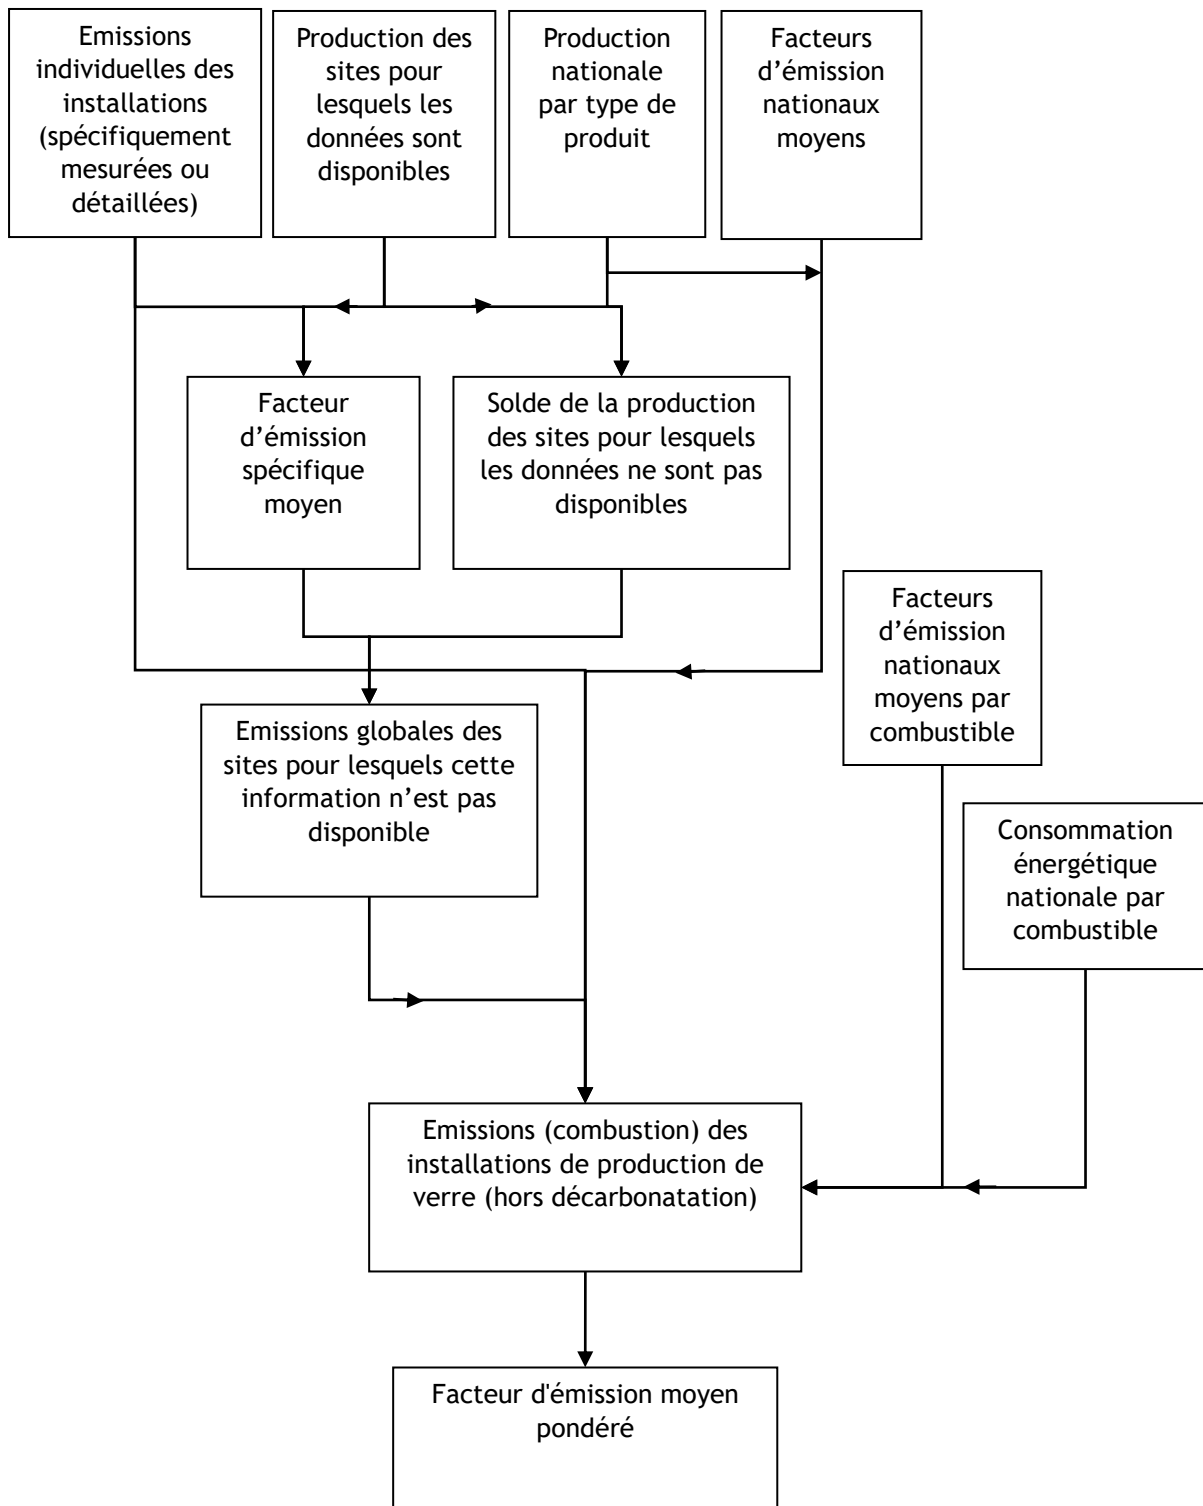 Emissions
individuelles des
installations
(spécifiquement
mesurées ou
détaillées)
Production des
sites pour
lesquels les
données sont
disponibles
Production
nationale
par type de
produit
Facteurs
d’émission
nationaux
moyens
Facteur
d’émission
spécifique
moyen
Solde de la production
des sites pour lesquels
les données ne sont pas
disponibles
Facteurs
d’émission
nationaux
moyens par
combustible
Emissions globales des
sites pour lesquels cette
information n’est pas
disponible
Consommation
énergétique
nationale par
combustible
Emissions (combustion) des
installations de production de
verre (hors décarbonatation)
Facteur d'émission moyen
pondéré